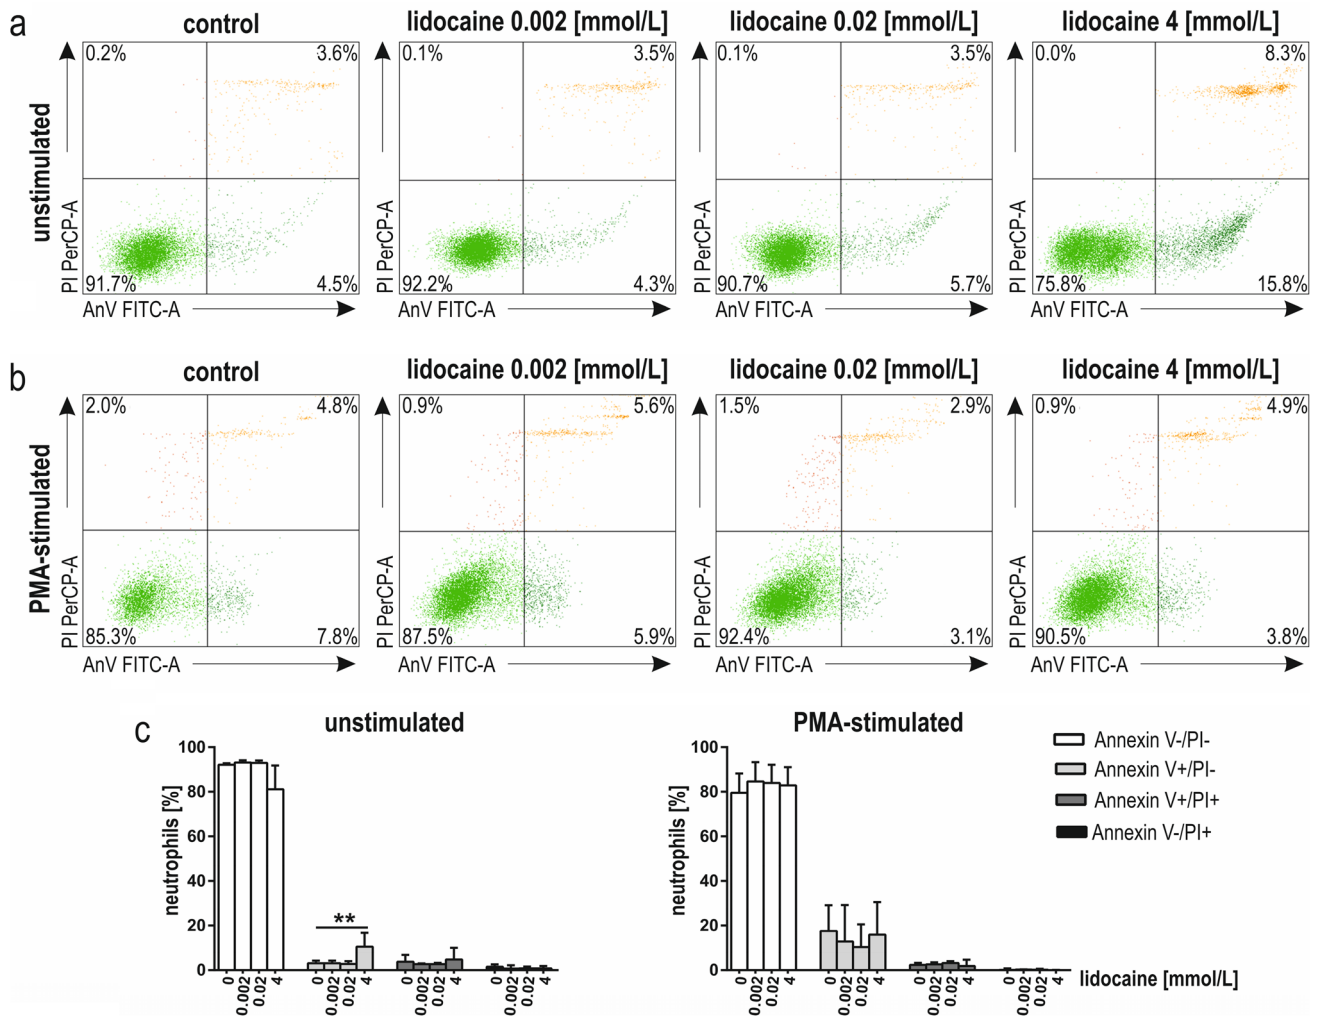 a
control
lidocaine 0.002 [mmol/L]
lidocaine 0.02 [mmol/L]
lidocaine 4 [mmol/L]
unstimulated
0.2% 3.6%
0.1% 3.5%
0.1% 3.5%
0.0% 8.3%
PI PerCP-A
PI PerCP-A
PI PerCP-A
PI PerCP-A
91.7% 4.5%
92.2% 4.3%
90.7% 5.7%
75.8% 15.8%
AnV FITC-A
AnV FITC-A
AnV FITC-A
AnV FITC-A
b
control
lidocaine 0.002 [mmol/L]
lidocaine 0.02 [mmol/L]
lidocaine 4 [mmol/L]
PMA-stimulated
2.0% 4.8%
0.9% 5.6%
1.5% 2.9%
0.9% 4.9%
PI PerCP-A
PI PerCP-A
PI PerCP-A
PI PerCP-A
85.3% 7.8%
87.5% 5.9%
92.4% 3.1%
90.5% 3.8%
AnV FITC-A
AnV FITC-A
AnV FITC-A
AnV FITC-A
c
unstimulated
neutrophils [%]
100
80
60
40
20
0
**
0 0.002 0.02 4 0 0.002 0.02 4 0 0.002 0.02 4 0 0.002 0.02 4
PMA-stimulated
neutrophils [%]
100
80
60
40
20
0
0 0.002 0.02 4 0 0.002 0.02 4 0 0.002 0.02 4 0 0.002 0.02 4
lidocaine [mmol/L]
Annexin V-/PI-
Annexin V+/PI-
Annexin V+/PI+
Annexin V-/PI+